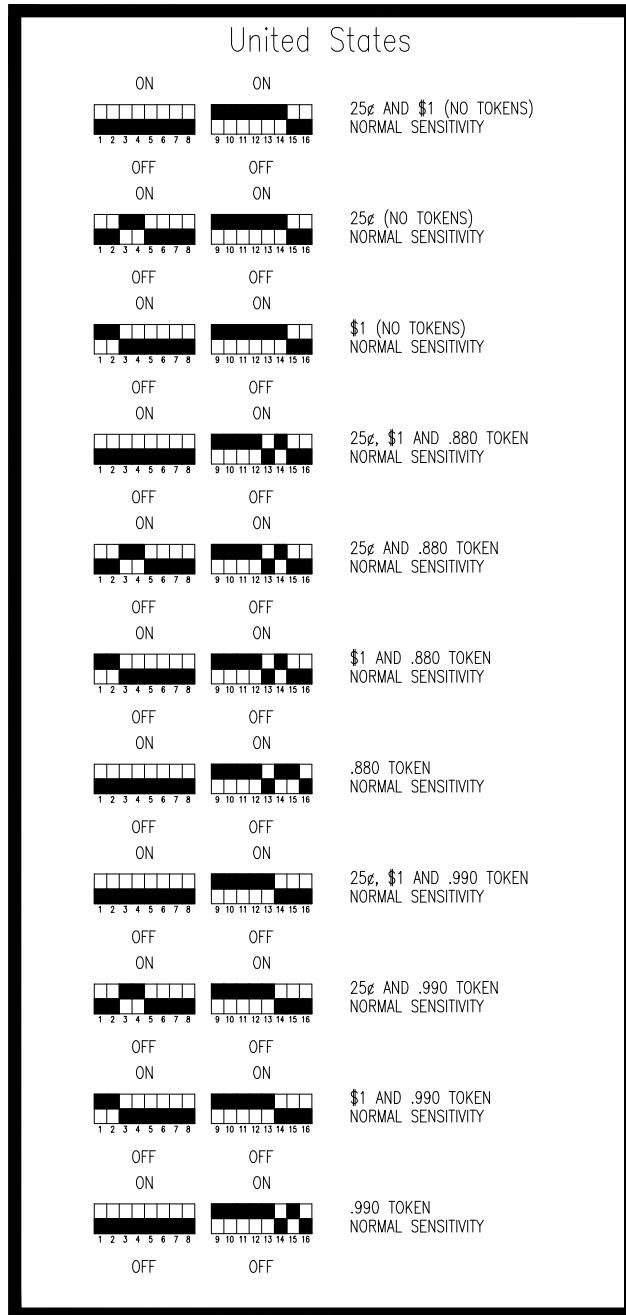 United States
ON ON
25¢ AND $1 (NO TOKENS)
NORMAL SENSITIVITY
1 2 3 4 5 6 7 8 9 10 11 12 13 14 15 16
OFF OFF
ON ON
25¢ (NO TOKENS)
NORMAL SENSITIVITY
1 2 3 4 5 6 7 8 9 10 11 12 13 14 15 16
OFF OFF
ON ON
$1 (NO TOKENS)
NORMAL SENSITIVITY
1 2 3 4 5 6 7 8 9 10 11 12 13 14 15 16
OFF OFF
ON ON
25¢, $1 AND .880 TOKEN
NORMAL SENSITIVITY
1 2 3 4 5 6 7 8 9 10 11 12 13 14 15 16
OFF OFF
ON ON
25¢ AND .880 TOKEN
NORMAL SENSITIVITY
1 2 3 4 5 6 7 8 9 10 11 12 13 14 15 16
OFF OFF
ON ON
$1 AND .880 TOKEN
NORMAL SENSITIVITY
1 2 3 4 5 6 7 8 9 10 11 12 13 14 15 16
OFF OFF
ON ON
.880 TOKEN
NORMAL SENSITIVITY
1 2 3 4 5 6 7 8 9 10 11 12 13 14 15 16
OFF OFF
ON ON
25¢, $1 AND .990 TOKEN
NORMAL SENSITIVITY
1 2 3 4 5 6 7 8 9 10 11 12 13 14 15 16
OFF OFF
ON ON
25¢ AND .990 TOKEN
NORMAL SENSITIVITY
1 2 3 4 5 6 7 8 9 10 11 12 13 14 15 16
OFF OFF
ON ON
$1 AND .990 TOKEN
NORMAL SENSITIVITY
1 2 3 4 5 6 7 8 9 10 11 12 13 14 15 16
OFF OFF
ON ON
.990 TOKEN
NORMAL SENSITIVITY
1 2 3 4 5 6 7 8 9 10 11 12 13 14 15 16
OFF OFF